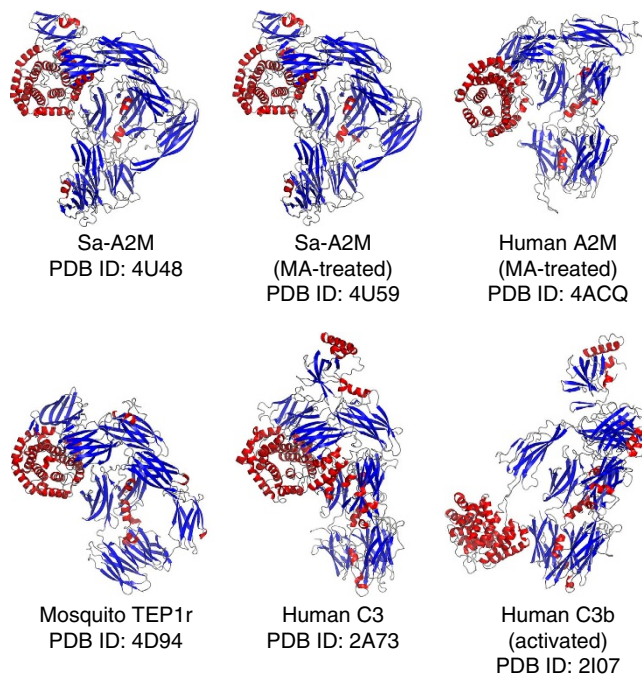 Sa-A2M
PDB ID: 4U48
Sa-A2M
(MA-treated)
PDB ID: 4U59
Human A2M
(MA-treated)
PDB ID: 4ACQ
Mosquito TEP1r
PDB ID: 4D94
Human C3
PDB ID: 2A73
Human C3b
(activated)
PDB ID: 2I07